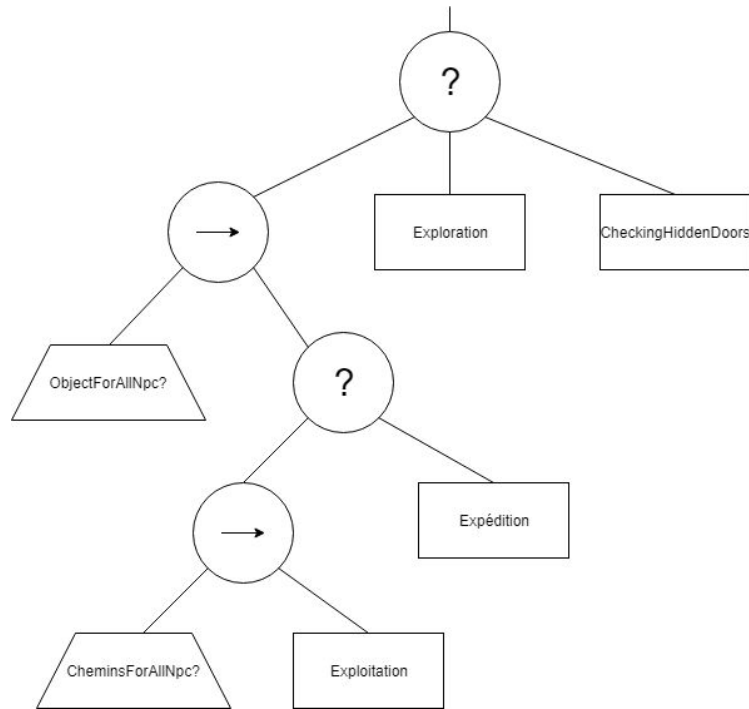 ?
Exploration
CheckingHiddenDoors
ObjectForAllNpc?
?
Expédition
CheminsForAllNpc?
Exploitation